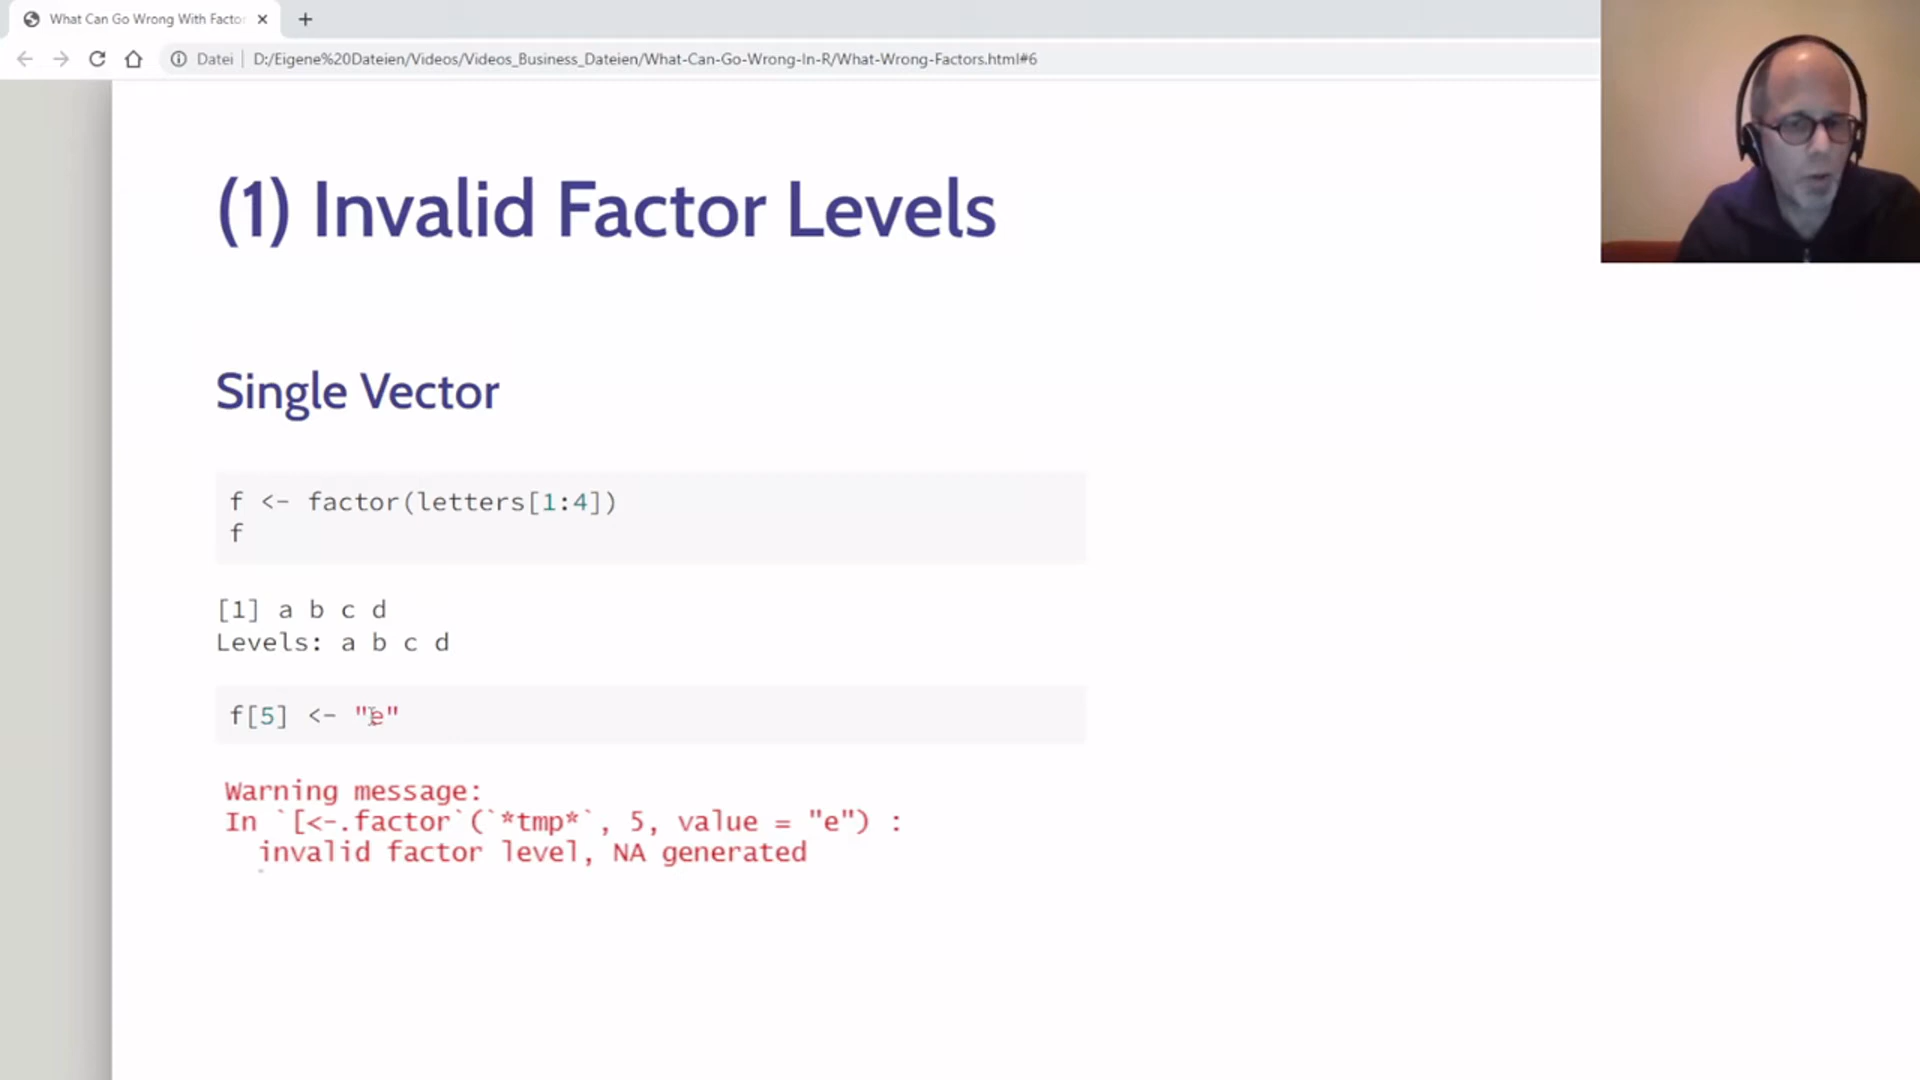 What Can Go Wrong With Factor
Datei D:/Eigene%20Dateien/Videos/Videos_Business_Dateien/What-Can-Go-Wrong-In-R/What-Wrong-Factors.html#6
(1) Invalid Factor Levels
Single Vector
f <- factor(letters[1:4])
f
[1] a b c d
Levels: a b c d
f[5] <- "e"
Warning message:
In `[<-.factor`(`*tmp*`, 5, value = "e") :
invalid factor level, NA generated